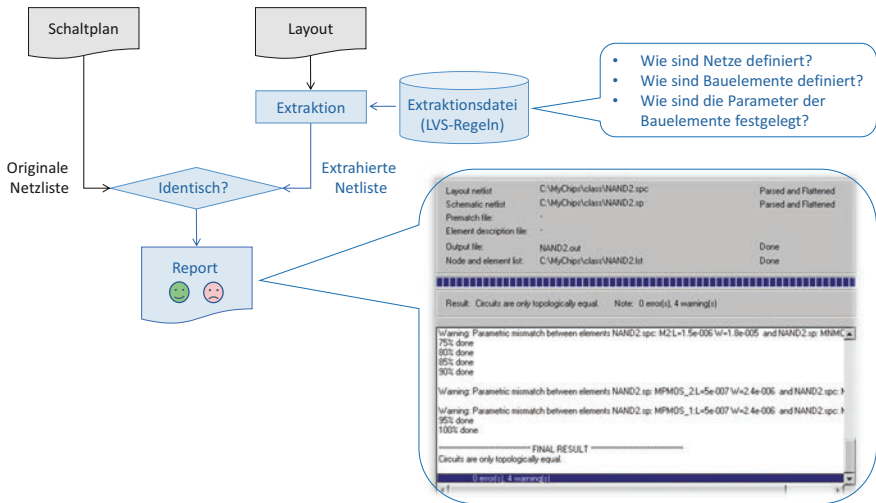 Schaltplan
Layout
Extraktion
Extraktionsdatei
(LVS-Regeln)
• Wie sind Netze definiert?
• Wie sind Bauelemente definiert?
• Wie sind die Parameter der
Bauelemente festgelegt?
Originale
Netzliste
Identisch?
Extrahierte
Netliste
Report
Layout netlist C:\MyChips\class\NAND2.spc Parsed and Flattened
Schematic netlist C:\MyChips\class\NAND2.sp Parsed and Flattened
Prematch file: -
Element description file: -
Output file: NAND2.out Done
Node and element list: C:\MyChips\class\NAND2.lst Done
Result: Circuits are only topologically equal. Note: 0 error(s), 4 warning(s)
Warning: Parametric mismatch between elements NAND2.spc: M2:L=1.5e-006 W=1.8e-005 and NAND2.sp: MNMO
75% done
80% done
85% done
90% done
Warning: Parametric mismatch between elements NAND2.sp: MPMOS_2:L=5e-007 W=2.4e-006 and NAND2.spc: M
Warning: Parametric mismatch between elements NAND2.sp: MPMOS_1:L=5e-007 W=2.4e-006 and NAND2.spc: M
95% done
100% done
------------------------ FINAL RESULT ------------------------
Circuits are only topologically equal.
0 error(s), 4 warning(s)